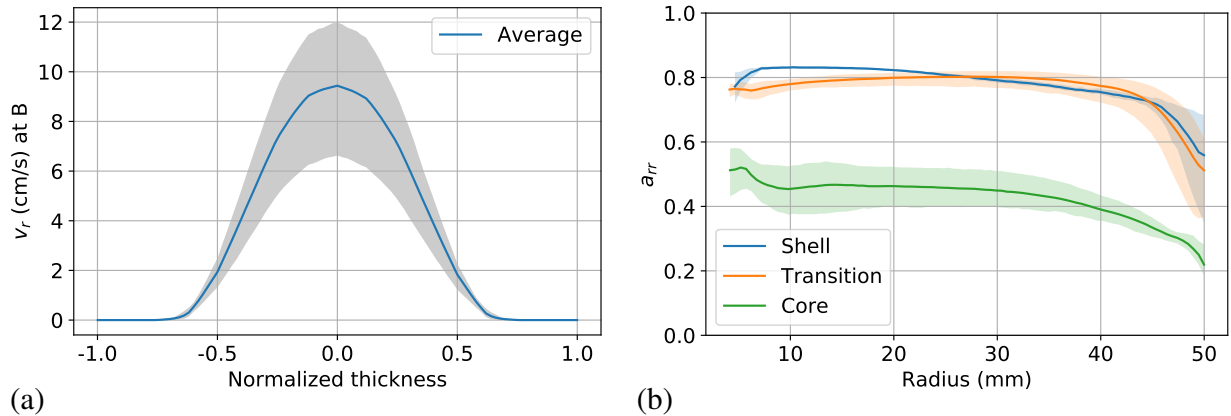 12
10
8
6
4
2
0
v_r (cm/s) at B
Average
-1.0
-0.5
0.0
0.5
1.0
Normalized thickness
(a)
1.0
0.8
0.6
0.4
0.2
0.0
a_rr
Shell
Transition
Core
10
20
30
40
50
Radius (mm)
(b)